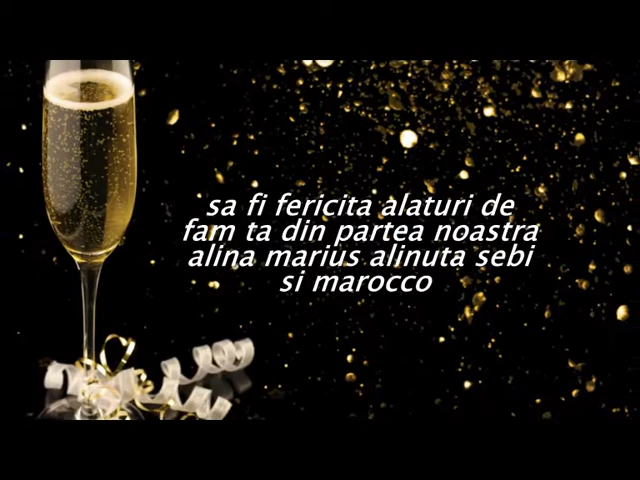 sa fi fericita alaturi de
fam ta din partea noastra
alina marius alinuta sebi
si marocco